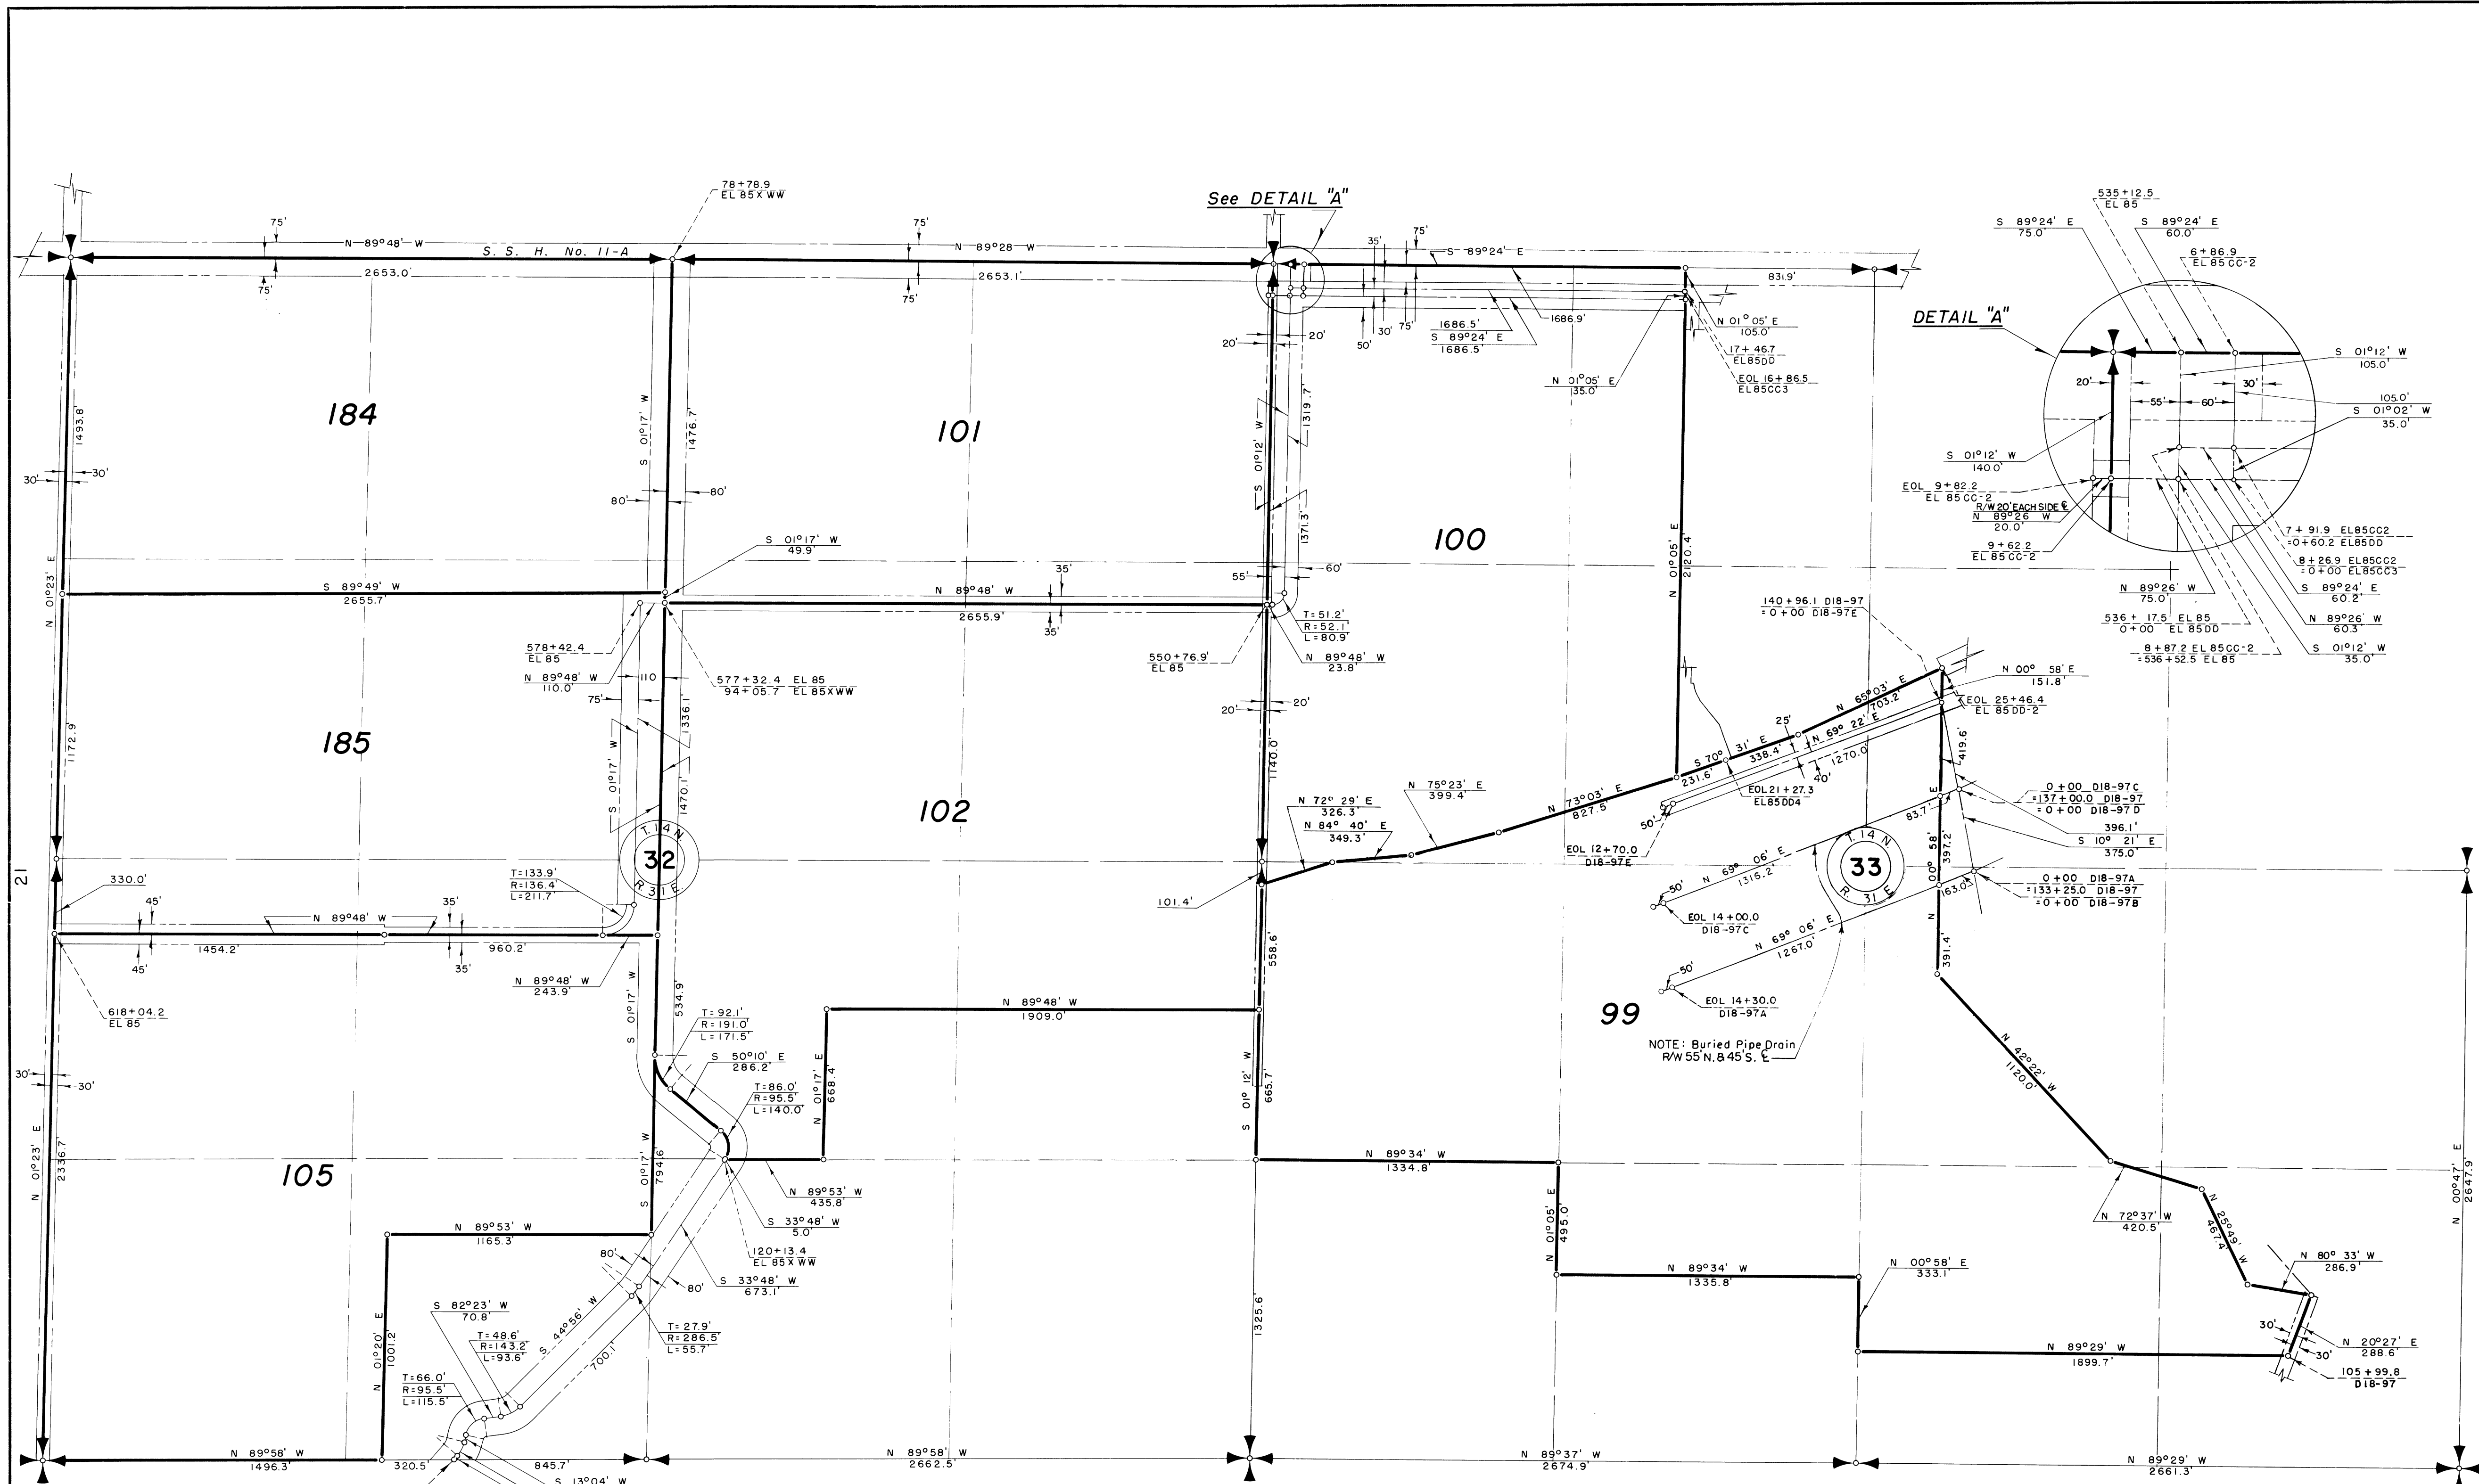 See DETAIL "A"
78+78.9
EL 85X WW
75'
75'
N 89°48' W
S. S. H. No. 11-A
2653.0'
75'
75'
N 89°28 W
2653.1'
35'
75'
S 89°24' E
831.9'
50'
30'
75'
1686.5'
S 89°24' E
1686.5'
1686.9'
N 01°05' E
105.0'
17+46.7
EL85DD
EOL 16+86.5
EL85CC3
N 01°05' E
35.0'
20'
20'
DETAIL "A"
535+12.5
EL 85
S 89°24' E
75.0'
S 89°24' E
60.0'
6+86.9
EL 85CC-2
S 01°12' W
105.0'
20'
30'
55'
60'
105.0'
S 01°02' W
35.0'
S 01°12' W
140.0'
EOL 9+82.2
EL 85CC-2
R/W 20' EACH SIDE ℄
N 89°26' W
20.0'
9+62.2
EL 85CC-2
7+91.9 EL85CC2
=0+60.2 EL85DD
8+26.9 EL85CC2
=0+00 EL85CC3
N 89°26' W
75.0'
S 89°24' E
60.2'
536+17.5 EL 85
0+00 EL 85DD
N 89°26' W
60.3'
8+87.2 EL 85CC-2
=536+52.5 EL 85
S 01°12' W
35.0'
184
101
100
1493.8'
30'
30'
N 01°23' E
S 01°17' W
1476.7'
80'
80'
S 01°17' W
49.9'
S 01°12' W
1319.7'
1371.3'
55'
60'
N 01°05' E
2120.4'
S 89°49' W
2655.7'
N 89°48' W
2655.9'
35'
35'
T=51.2'
R=52.1'
L=80.9'
N 89°48' W
23.8'
550+76.9'
EL 85
578+42.4
EL 85
N 89°48' W
110.0'
110
75'
577+32.4 EL 85
94+05.7 EL 85XWW
1172.9'
185
S 01°17' W
1336.1'
1470.1'
102
20'
20'
1140.0'
140+96.1 D18-97
=0+00 D18-97E
N 65°03' E
703.2'
N 00° 58' E
151.8'
EOL 25+46.4
EL 85DD-2
25'
N 69° 22' E
1270.0'
40'
S 70° 31' E
231.6'
338.4'
EOL 21+27.3
EL85DD4
50'
EOL 12+70.0
D18-97E
N 73°03' E
827.5'
N 75°23' E
399.4'
N 72° 29' E
326.3'
N 84° 40' E
349.3'
101.4'
419.6'
0+00 D18-97C
=137+00.0 D18-97
=0+00 D18-97D
83.7'
396.1'
S 10° 21' E
375.0'
N 00° 58' E
397.2'
0+00 D18-97A
=133+25.0 D18-97
=0+00 D18-97B
163.0'
N 69° 06' E
1316.2'
50'
EOL 14+00.0
D18-97C
N 69° 06' E
1267.0'
50'
EOL 14+30.0
D18-97A
391.4'
T. 14 N.
32
R. 31 E.
T. 14 N
33
R. 31 E.
21
330.0'
45'
N 89°48' W
35'
1454.2'
45'
960.2'
35'
T=133.9'
R=136.4'
L=211.7'
N 89°48' W
243.9'
618+04.2
EL 85
S 01°17' W
534.9'
558.6'
T=92.1'
R=191.0'
L=171.5'
S 50°10' E
286.2'
T=86.0'
R=95.5'
L=140.0'
N 89°48' W
1909.0'
N 01°17' E
668.4'
S 01° 12' W
665.7'
99
NOTE: Buried Pipe Drain
R/W 55' N. & 45' S. ℄
N 42°22' W
1120.0'
30'
30'
N 01°23' E
2336.7'
105
S 01°17' W
794.6'
N 89°53' W
435.8'
S 33°48' W
5.0'
120+13.4
EL 85XWW
80'
80'
S 33°48' W
673.1'
N 89°53' W
1165.3'
N 01°20' E
1001.2'
S 82°23' W
70.8'
S 44°56' W
700.1'
T=27.9'
R=286.5'
L=55.7'
T=48.6'
R=143.2'
L=93.6'
T=66.0'
R=95.5'
L=115.5'
N 89°34' W
1334.8'
N 01°05' E
495.0'
N 89°34' W
1335.8'
N 00°58' E
333.1'
1325.6'
N 72°37' W
420.5'
N 25°49' W
467.4'
N 80° 33' W
286.9'
30'
30'
N 20°27' E
288.6'
105+99.8
D18-97
N 89°29' W
1899.7'
N 00°47' E
2647.9'
N 89°58' W
1496.3'
320.5'
845.7'
S 13°04' W
N 89°58' W
2662.5'
N 89°37' W
2674.9'
N 89°29' W
2661.3'